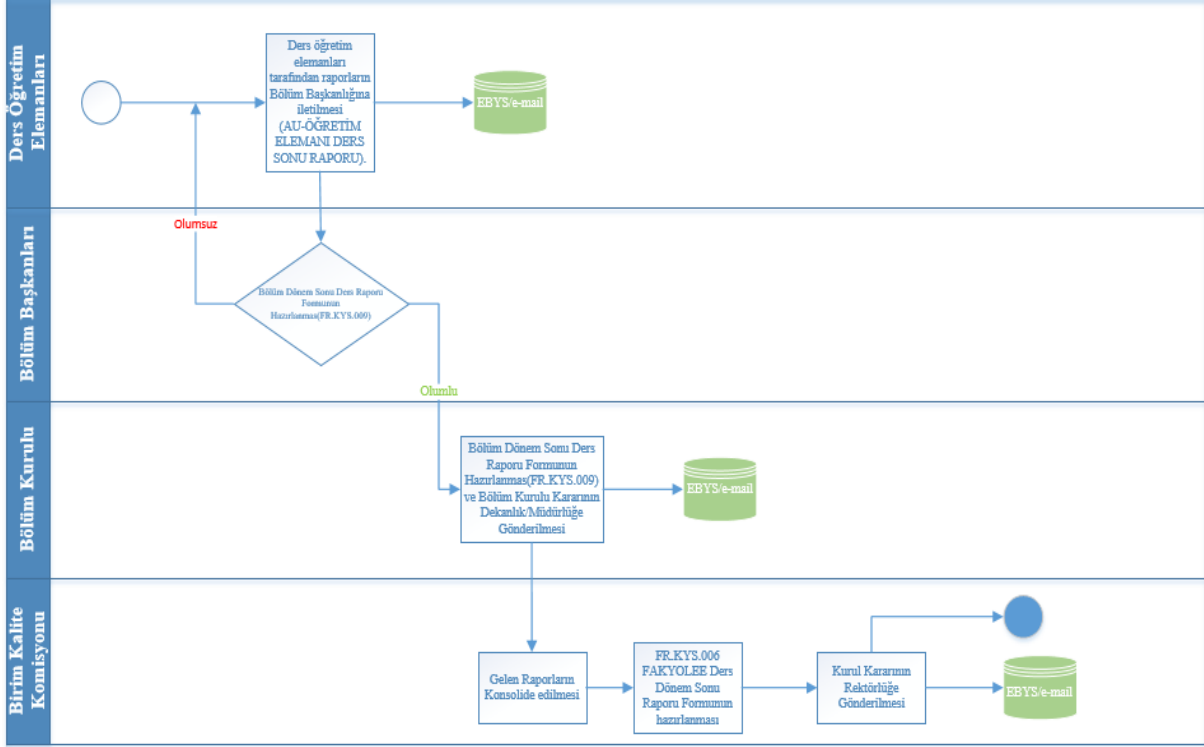 Ders Öğretim
Elemanları
Ders öğretim
elemanları
tarafından raporların
Bölüm Başkanlığına
iletilmesi
(AU-ÖĞRETİM
ELEMANI DERS
SONU RAPORU).
EBYS/e-mail
Olumsuz
Bölüm Başkanları
Bölüm Dönem Sonu Ders Raporu
Formunun
Hazırlanmas(FR.KYS.009)
Olumlu
Bölüm Kurulu
Bölüm Dönem Sonu Ders
Raporu Formunun
Hazırlanmas(FR.KYS.009)
ve Bölüm Kurulu Kararının
Dekanlık/Müdürlüğe
Gönderilmesi
EBYS/e-mail
Birim Kalite
Komisyonu
Gelen Raporların
Konsolide edilmesi
FR.KYS.006
FAKYOLEE Ders
Dönem Sonu
Raporu Formunun
hazırlanması
Kurul Kararının
Rektörlüğe
Gönderilmesi
EBYS/e-mail